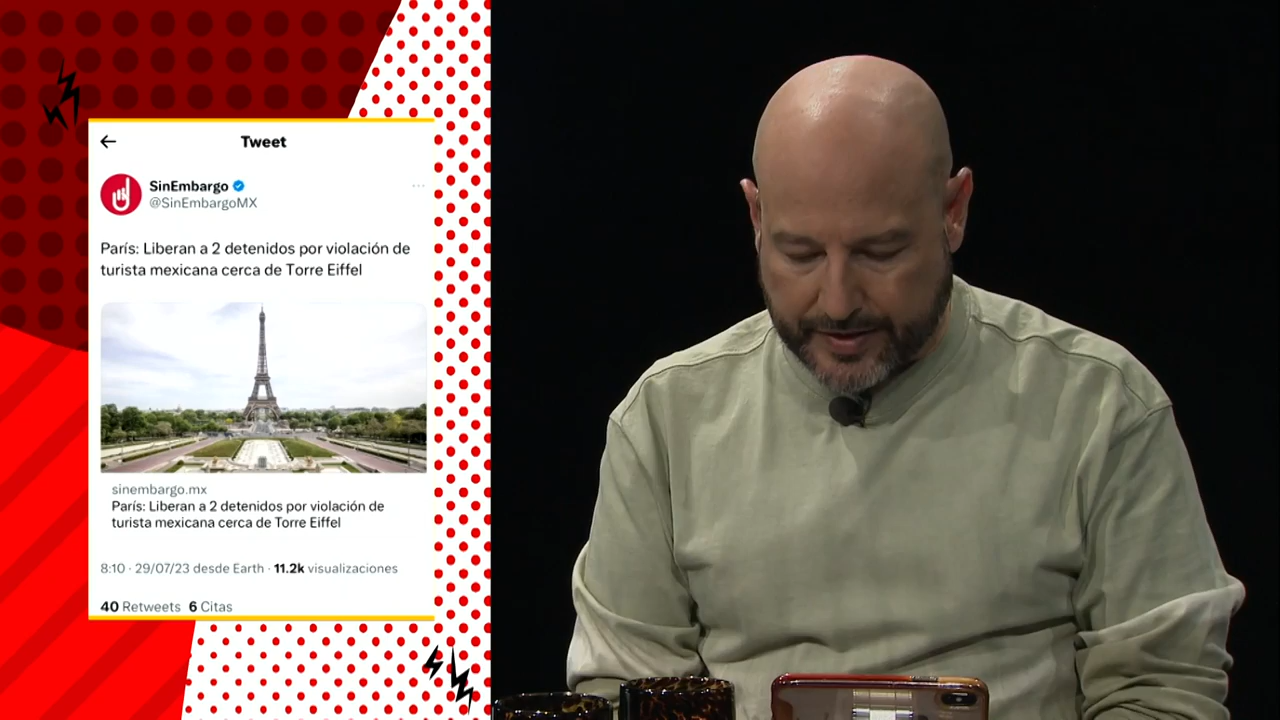 Tweet
SinEmbargo
@SinEmbargoMX
París: Liberan a 2 detenidos por violación de
turista mexicana cerca de Torre Eiffel
sinembargo.mx
París: Liberan a 2 detenidos por violación de
turista mexicana cerca de Torre Eiffel
8:10 · 29/07/23 desde Earth · 11.2k visualizaciones
40 Retweets 6 Citas